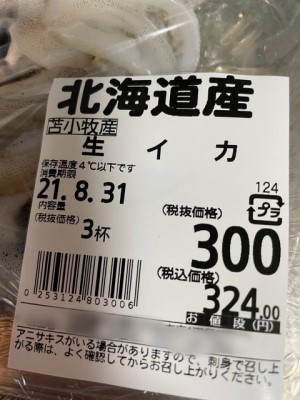 北海道産
苫小牧産
生イカ
保存温度4℃以下です
消費期限
21.8.31
内容量
3杯
124
プラ
(税抜価格)
(税抜価格)
300
(税込価格)
324.00
お値段(円)
0 253124 803006
アニサキスがいる場合がありますので、刺身で召し上
がる際は、よく確認してからお召し上がりください。